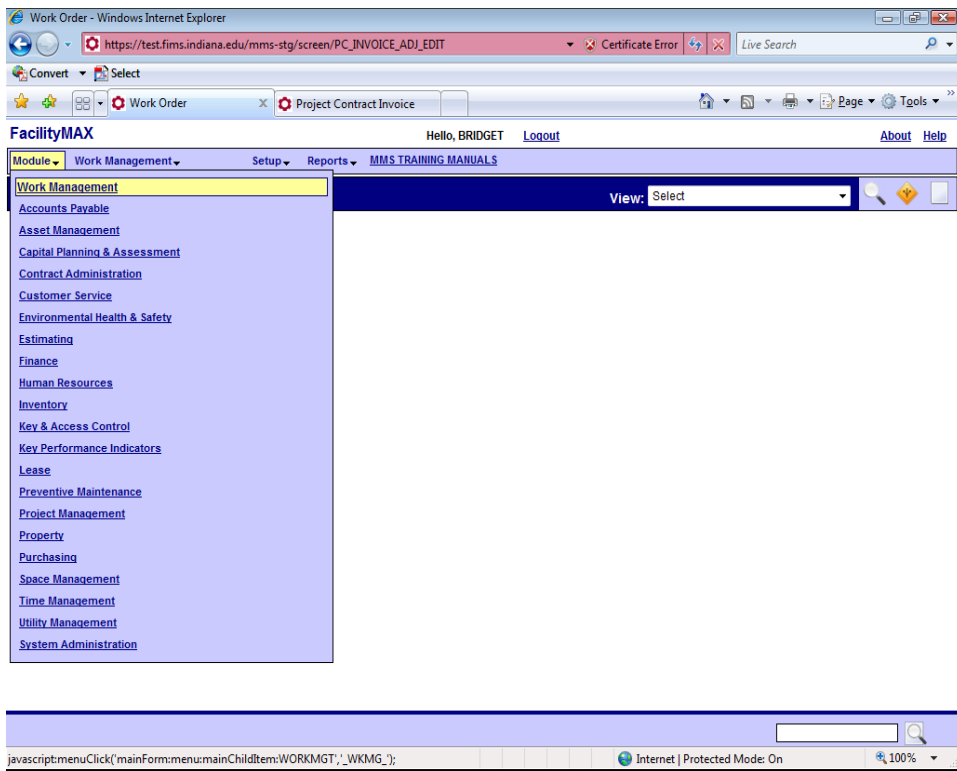 Work Order - Windows Internet Explorer
https://test.fims.indiana.edu/mms-stg/screen/PC_INVOICE_ADJ_EDIT Certificate Error Live Search
Convert Select
Work Order X Project Contract Invoice Page Tools
FacilityMAX Hello, BRIDGET Logout About Help
Module Work Management Setup Reports MMS TRAINING MANUALS
View: Select
Work Management
Accounts Payable
Asset Management
Capital Planning & Assessment
Contract Administration
Customer Service
Environmental Health & Safety
Estimating
Finance
Human Resources
Inventory
Key & Access Control
Key Performance Indicators
Lease
Preventive Maintenance
Project Management
Property
Purchasing
Space Management
Time Management
Utility Management
System Administration
javascript:menuClick('mainForm:menu:mainChildItem:WORKMGT','_WKMG_'); Internet | Protected Mode: On 100%